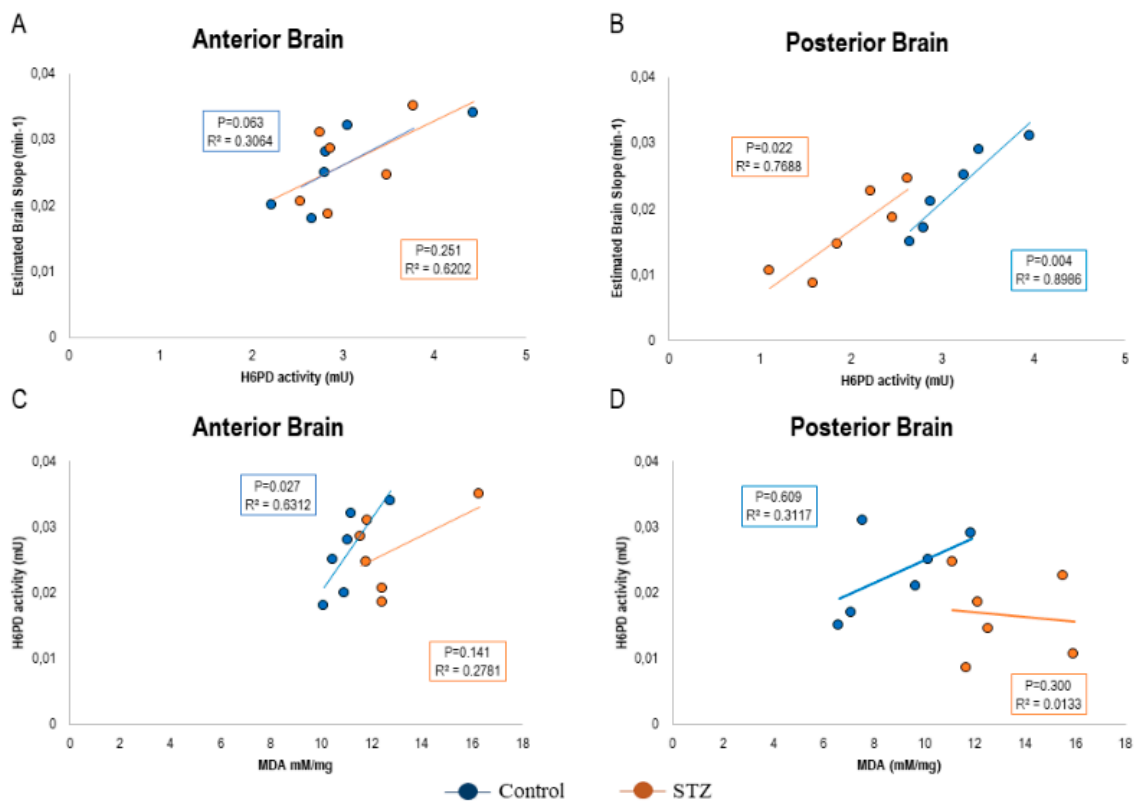 A
Anterior Brain
Estimated Brain Slope (min-1)
0,04
0,03
0,02
0,01
0
P=0.063
R² = 0.3064
P=0.251
R² = 0.6202
0 1 2 3 4 5
H6PD activity (mU)
B
Posterior Brain
Estimated Brain Slope (min-1)
0,04
0,03
0,02
0,01
0
P=0.022
R² = 0.7688
P=0.004
R² = 0.8986
0 1 2 3 4 5
H6PD activity (mU)
C
Anterior Brain
H6PD activity (mU)
0,04
0,03
0,02
0,01
0
P=0.027
R² = 0.6312
P=0.141
R² = 0.2781
0 2 4 6 8 10 12 14 16 18
MDA mM/mg
D
Posterior Brain
H6PD activity (mU)
0,04
0,03
0,02
0,01
0
P=0.609
R² = 0.3117
P=0.300
R² = 0.0133
0 2 4 6 8 10 12 14 16 18
MDA (mM/mg)
Control
STZ